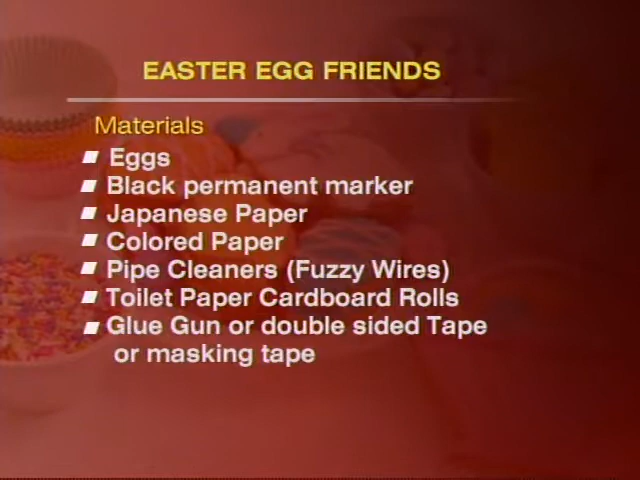 EASTER EGG FRIENDS
Materials
Eggs
Black permanent marker
Japanese Paper
Colored Paper
Pipe Cleaners (Fuzzy Wires)
Toilet Paper Cardboard Rolls
Glue Gun or double sided Tape
or masking tape